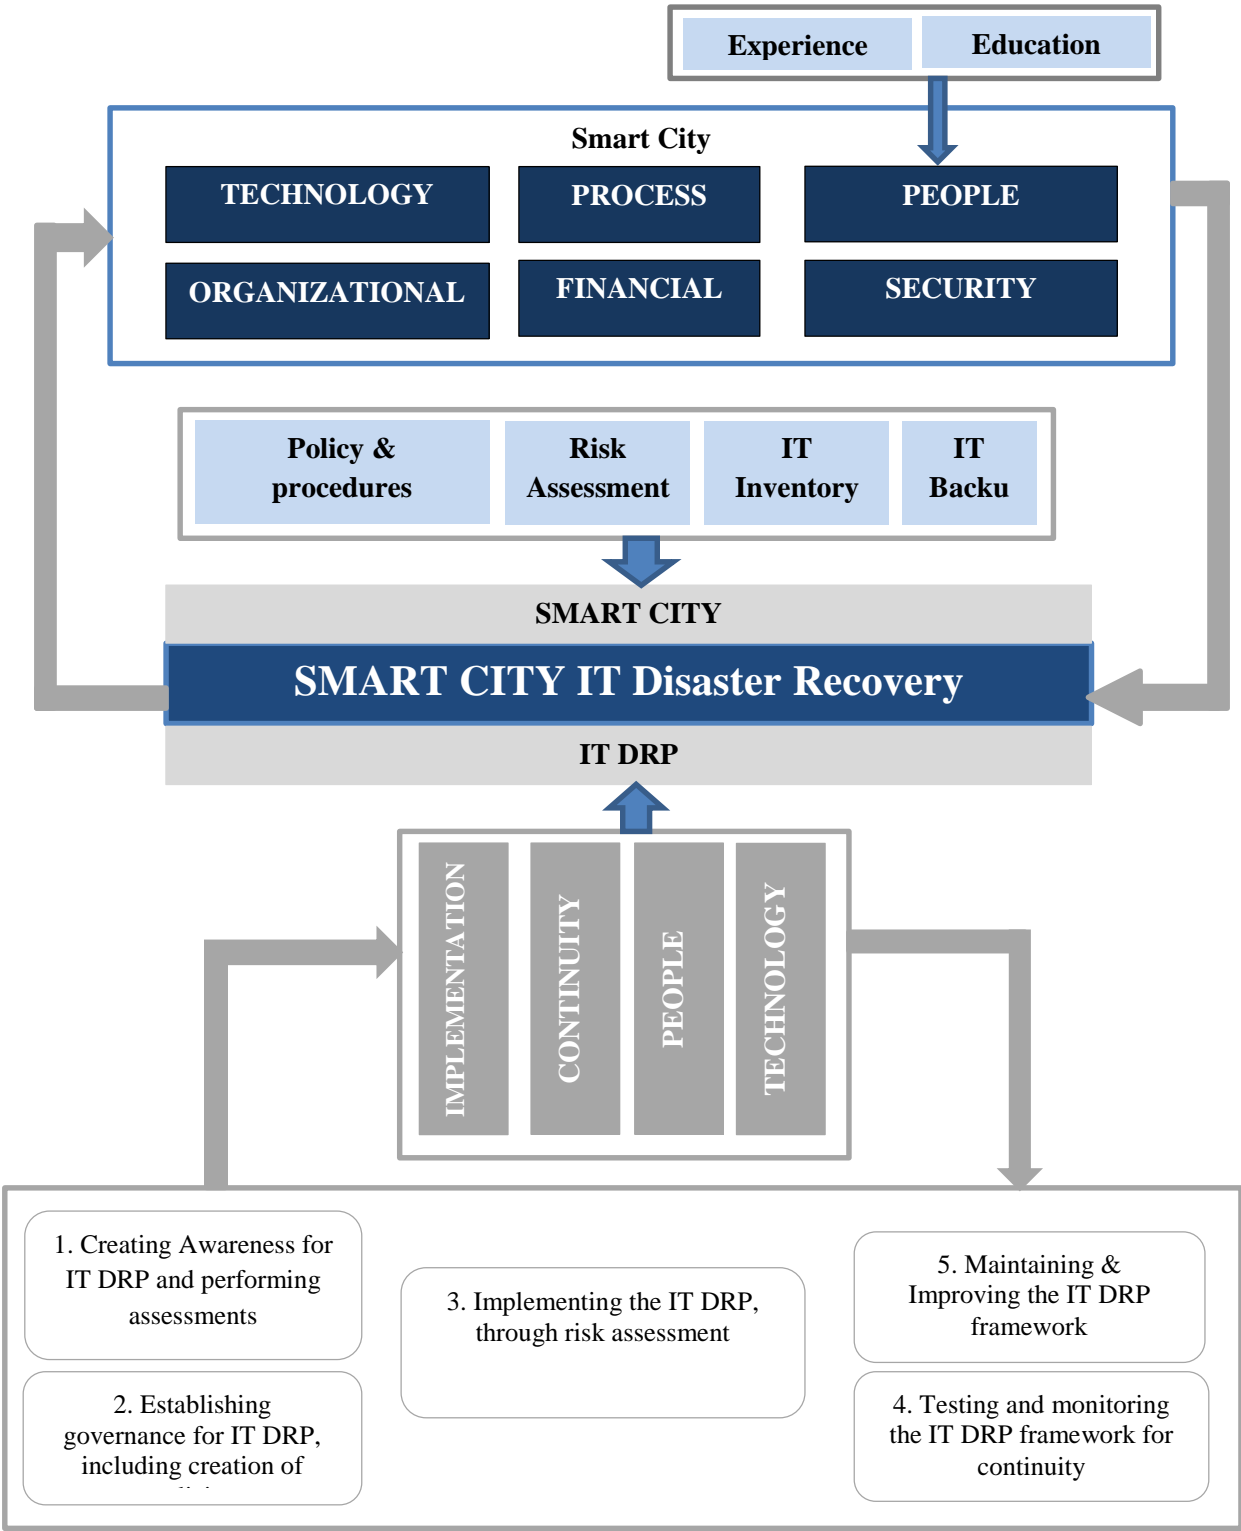 Experience
Education
Smart City
TECHNOLOGY
PROCESS
PEOPLE
ORGANIZATIONAL
FINANCIAL
SECURITY
Policy &
procedures
Risk
Assessment
IT
Inventory
IT
Backu
SMART CITY
SMART CITY IT Disaster Recovery
IT DRP
IMPLEMENTATION
CONTINUITY
PEOPLE
TECHNOLOGY
1. Creating Awareness for
IT DRP and performing
assessments
2. Establishing
governance for IT DRP,
including creation of
3. Implementing the IT DRP,
through risk assessment
5. Maintaining &
Improving the IT DRP
framework
4. Testing and monitoring
the IT DRP framework for
continuity